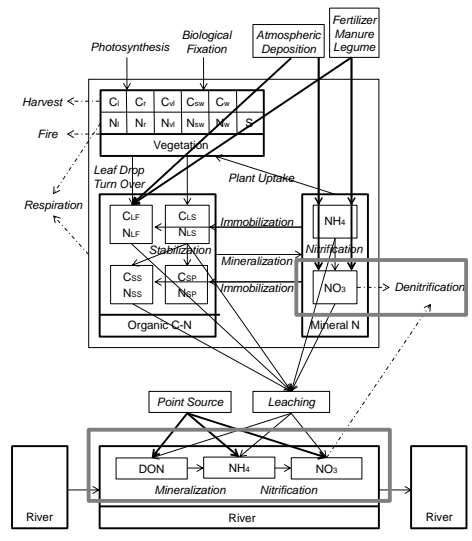 Photosynthesis
Biological
Fixation
Atmospheric
Deposition
Fertilizer
Manure
Legume
Harvest
Cl Cr Cvl Csw Cw
Nl Nr Nvl Nsw Nw S
Fire
Vegetation
Leaf Drop
Turn Over
Plant Uptake
Respiration
CLF CLS
NLF NLS
Immobilization
NH4
Stabilization
Nitrification
Mineralization
CSS CSP
NSS NSP
Immobilization
NO3
Denitrification
Organic C-N
Mineral N
Point Source
Leaching
DON
NH4
NO3
Mineralization
Nitrification
River
River
River